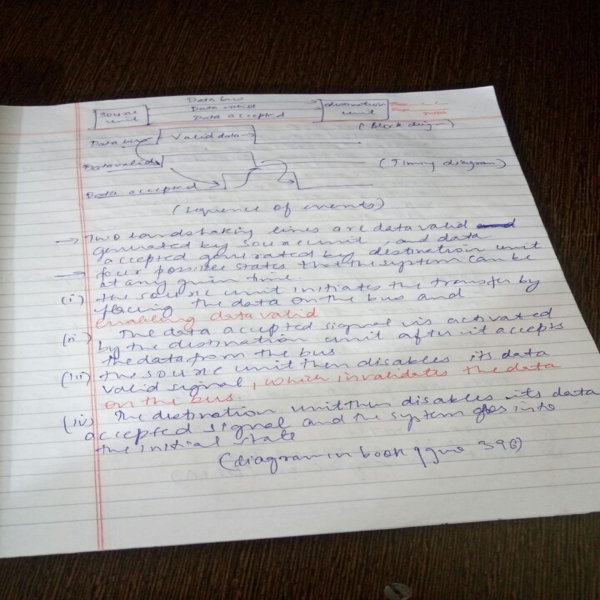 Data bus
Source unit
Data valid
Destination unit
Data accepted
(Block diagram)
Data bus
Valid data
Data valid
(Timing diagram)
Data accepted
(Sequence of events)
→ Two handshaking lines are data valid
generated by source unit, and data
accepted generated by destination unit
→ four possible states that the system can be
at any given time
(i) the source unit initiates the transfer by
placing the data on the bus and
enabling data valid
(ii) The data accepted signal is activated
by the destination unit after it accepts
the data from the bus
(iii) the source unit then disables its data
valid signal, which invalidates the data
on the bus.
(iv) The destination unit then disables its data
accepted signal and the system goes into
the initial state
(diagram in book 396)